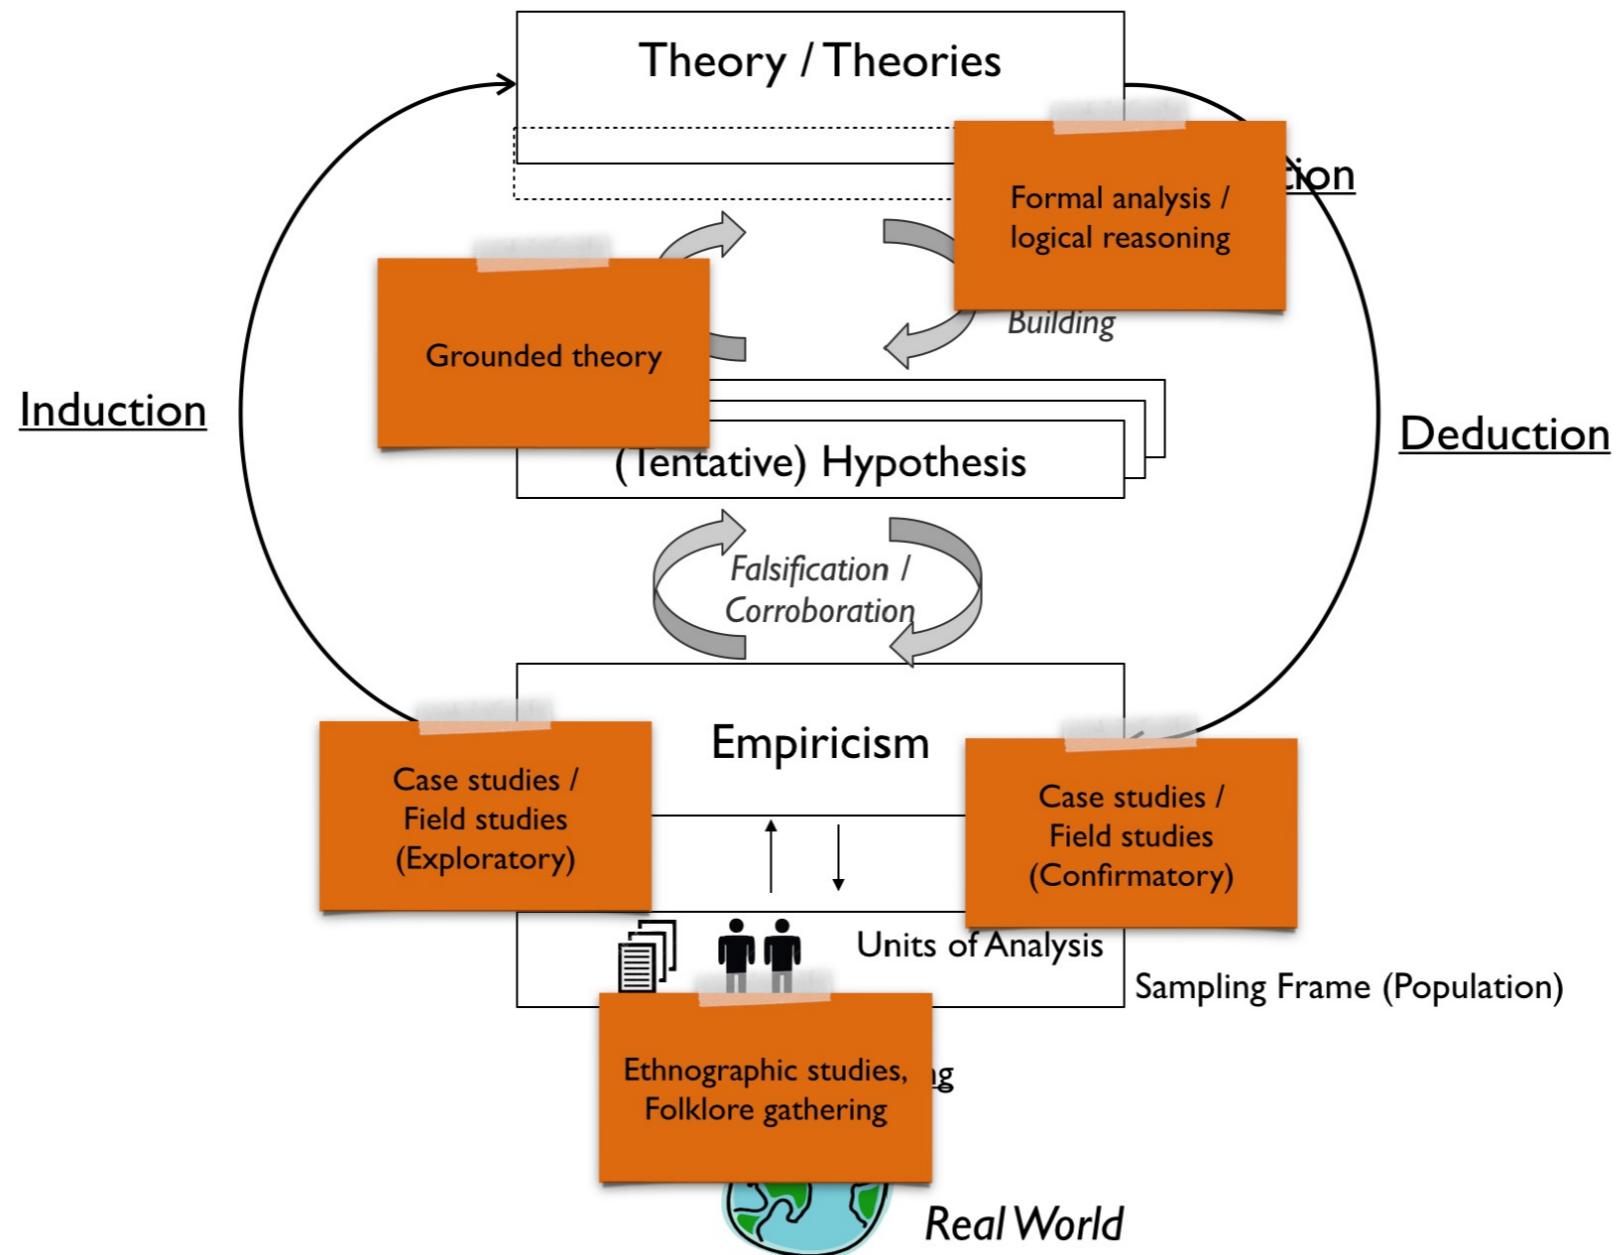 Theory / Theories
Formal analysis /
logical reasoning
Building
Grounded theory
Induction
Deduction
(Tentative) Hypothesis
Falsification /
Corroboration
Empiricism
Case studies /
Field studies
(Exploratory)
Case studies /
Field studies
(Confirmatory)
Units of Analysis
Sampling Frame (Population)
Ethnographic studies,
Folklore gathering
Real World